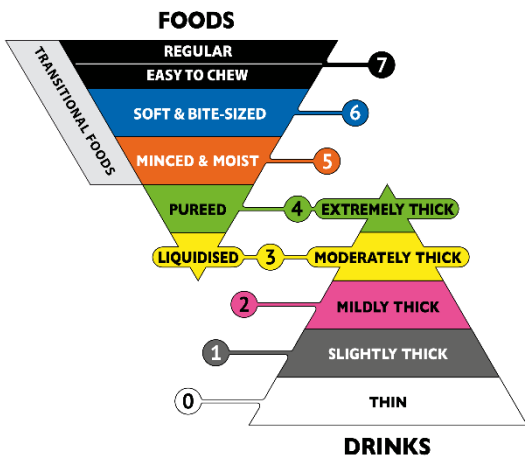 FOODS
REGULAR
EASY TO CHEW
7
TRANSITIONAL FOODS
SOFT & BITE-SIZED
6
MINCED & MOIST
5
PUREED
4
EXTREMELY THICK
LIQUIDISED
3
MODERATELY THICK
2
MILDLY THICK
1
SLIGHTLY THICK
0
THIN
DRINKS